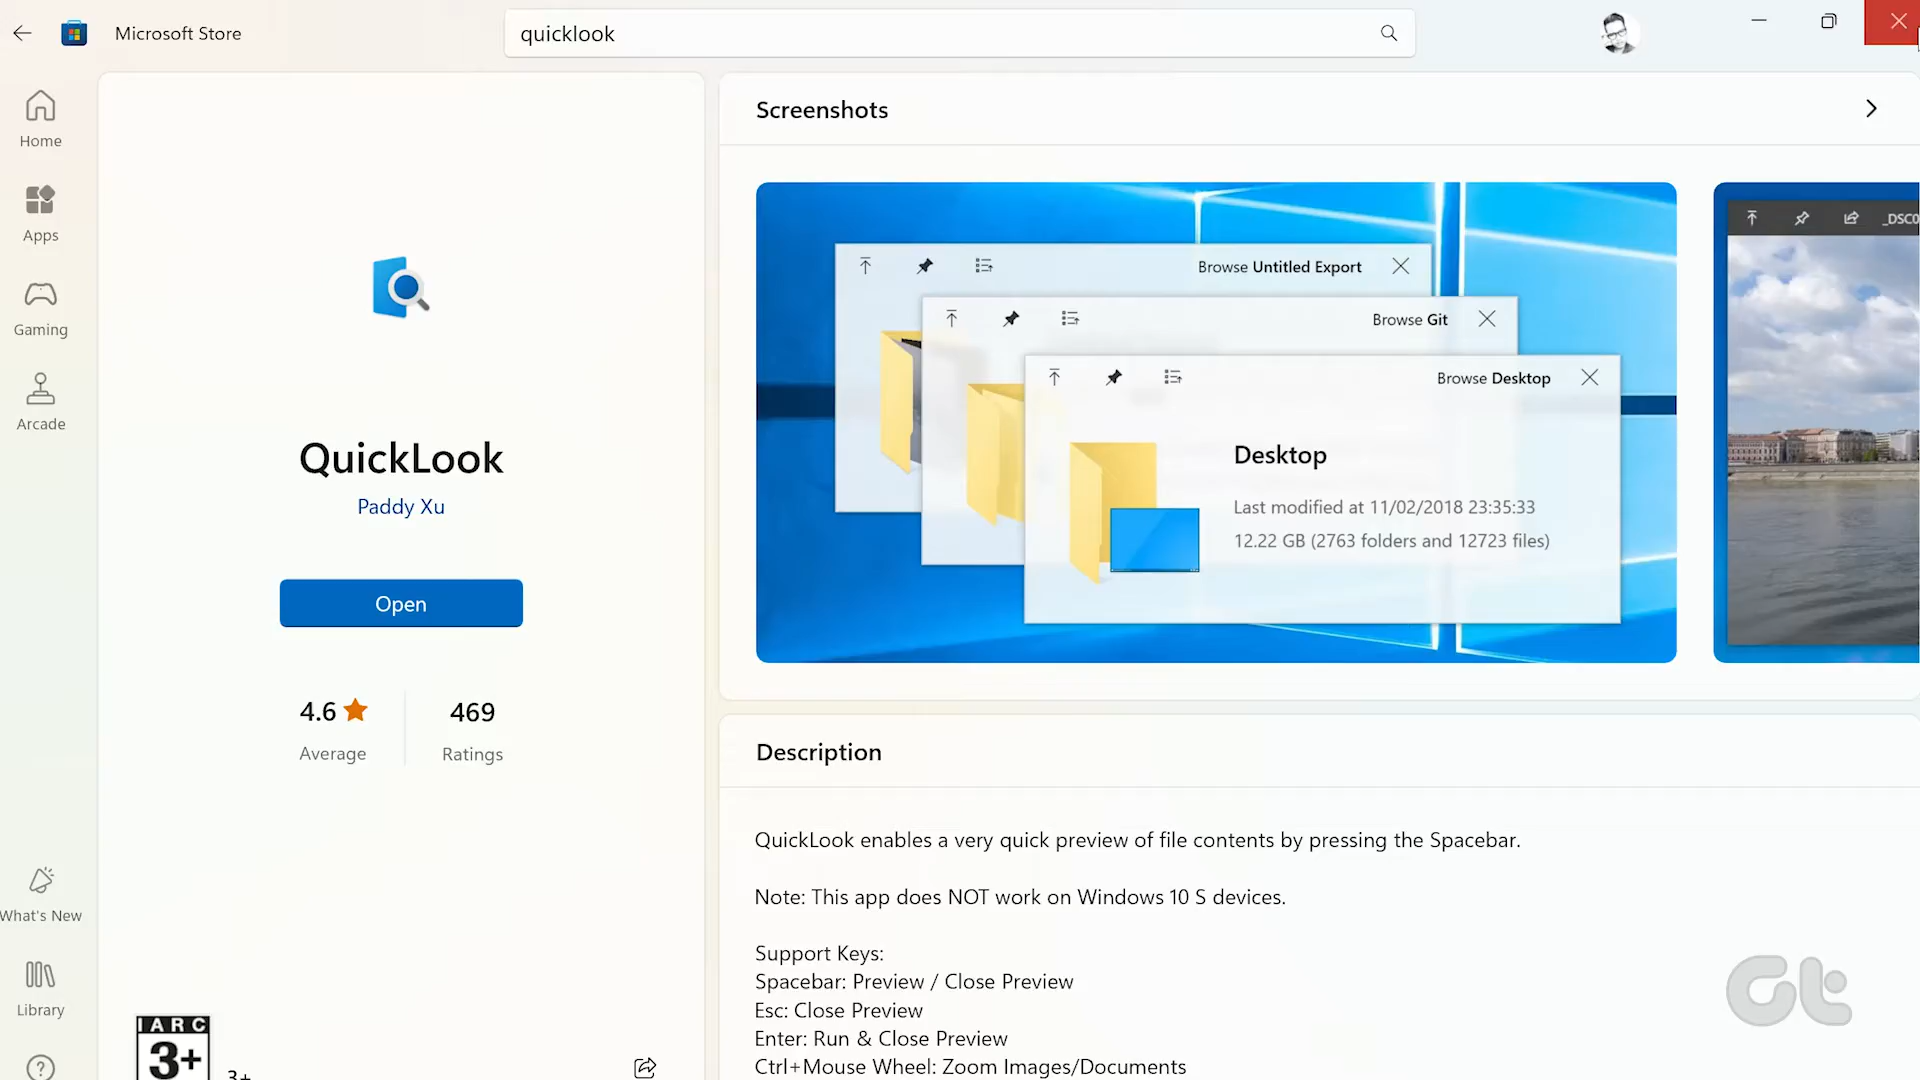 Microsoft Store
quicklook
Home
Apps
Gaming
Arcade
What's New
Library
QuickLook
Paddy Xu
Open
4.6
Average
469
Ratings
IARC
3+
3+
Screenshots
Browse Untitled Export
Browse Git
Browse Desktop
Desktop
Last modified at 11/02/2018 23:35:33
12.22 GB (2763 folders and 12723 files)
_DSC0
Description
QuickLook enables a very quick preview of file contents by pressing the Spacebar.
Note: This app does NOT work on Windows 10 S devices.
Support Keys:
Spacebar: Preview / Close Preview
Esc: Close Preview
Enter: Run & Close Preview
Ctrl+Mouse Wheel: Zoom Images/Documents
Gt